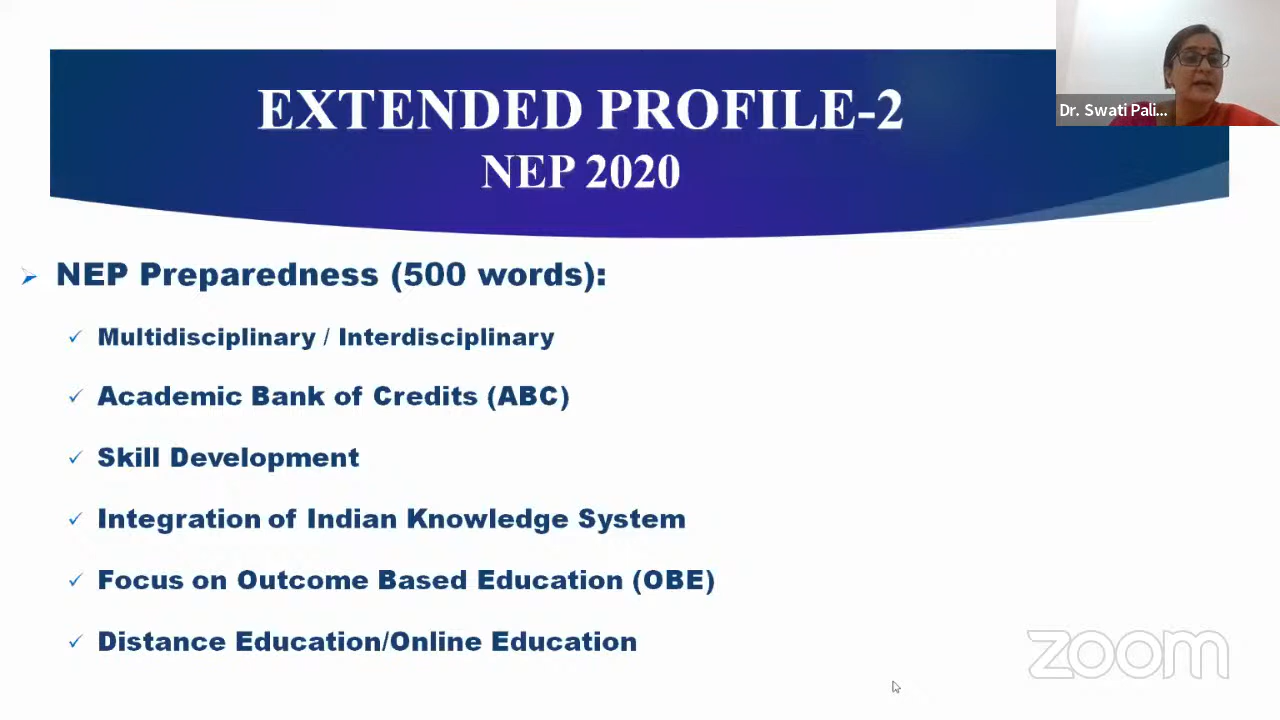 EXTENDED PROFILE-2
NEP 2020
Dr. Swati Pali...
NEP Preparedness (500 words):
Multidisciplinary / Interdisciplinary
Academic Bank of Credits (ABC)
Skill Development
Integration of Indian Knowledge System
Focus on Outcome Based Education (OBE)
Distance Education/Online Education
zoom